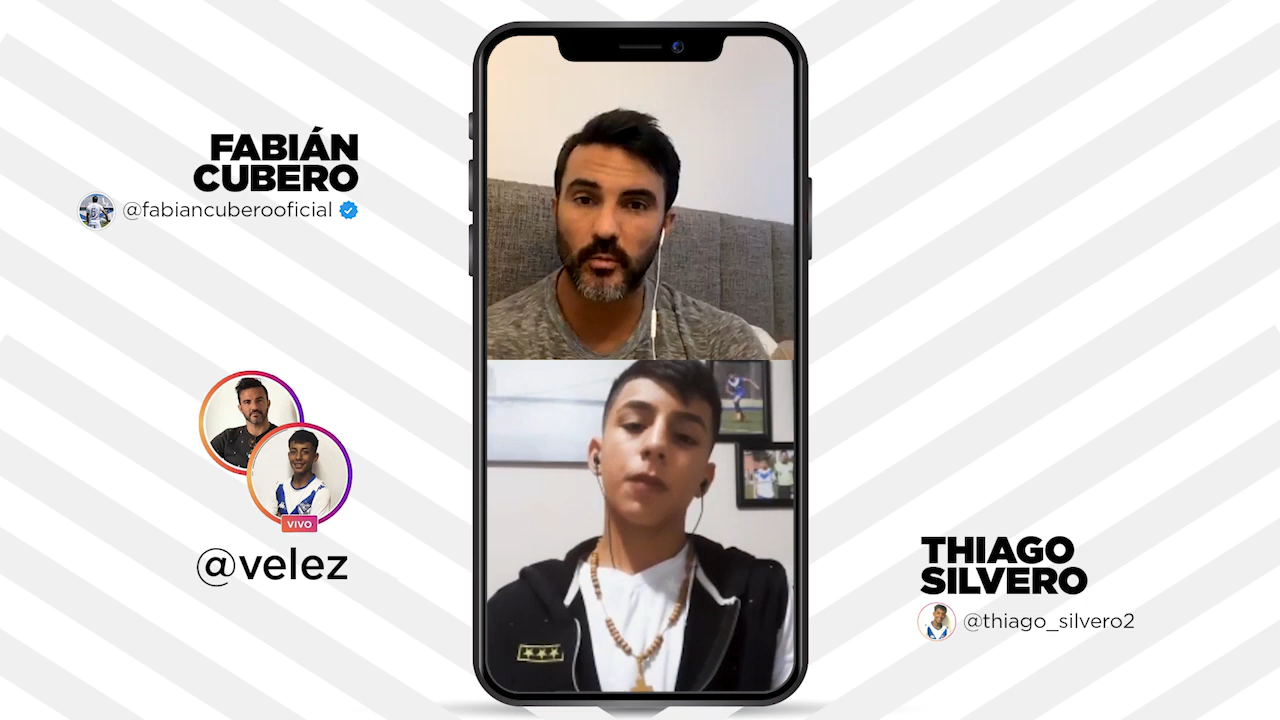 FABIÁN
CUBERO
@fabiancuberooficial
VIVO
@velez
THIAGO
SILVERO
@thiago_silvero2